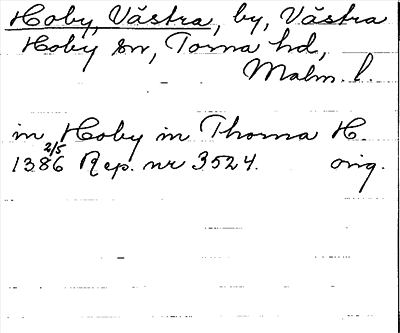 Hoby, Västra, by, Västra
Hoby sn, Torna hd,
Malm. l.
in Hoby in Thorna H.
1386 2/5 Rep. nr 3524. orig.